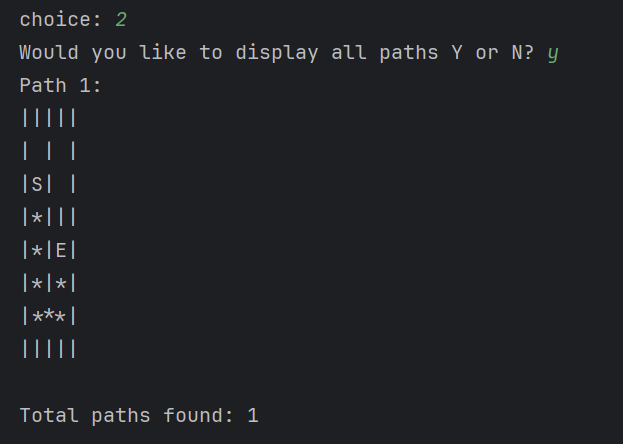 choice: 2
Would you like to display all paths Y or N? y
Path 1:
|||||
| | |
|S| |
|*|||
|*|E|
|*|*|
|***|
|||||
Total paths found: 1